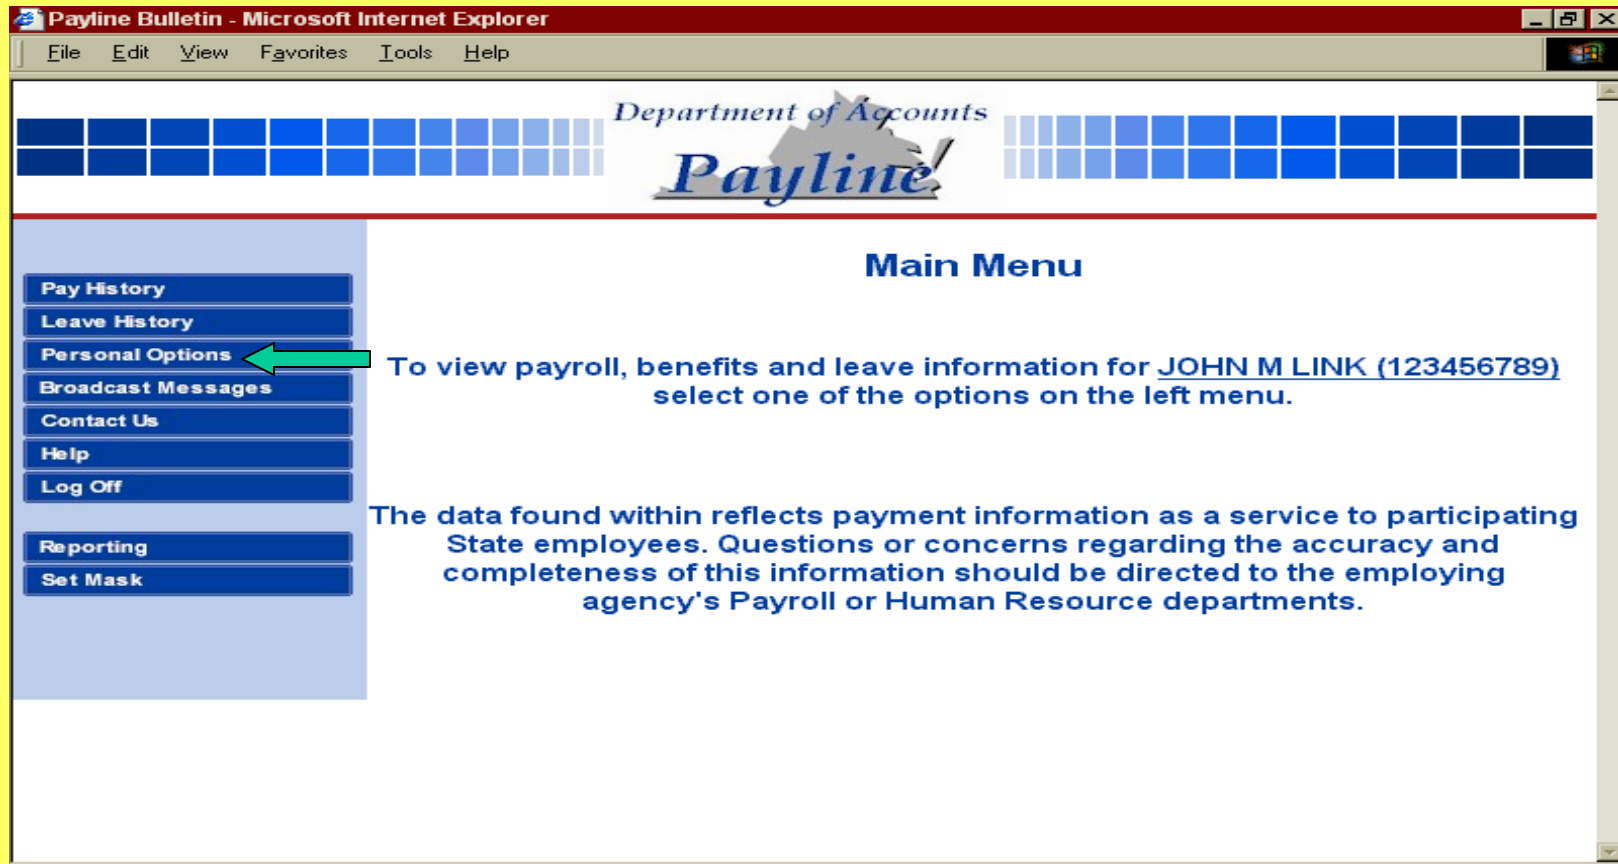 Payline Bulletin - Microsoft Internet Explorer
File Edit View Favorites Tools Help
Department of Accounts
Payline!
Main Menu
Pay History
Leave History
Personal Options
Broadcast Messages
Contact Us
Help
Log Off
Reporting
Set Mask
To view payroll, benefits and leave information for JOHN M LINK (123456789)
select one of the options on the left menu.
The data found within reflects payment information as a service to participating
State employees. Questions or concerns regarding the accuracy and
completeness of this information should be directed to the employing
agency's Payroll or Human Resource departments.